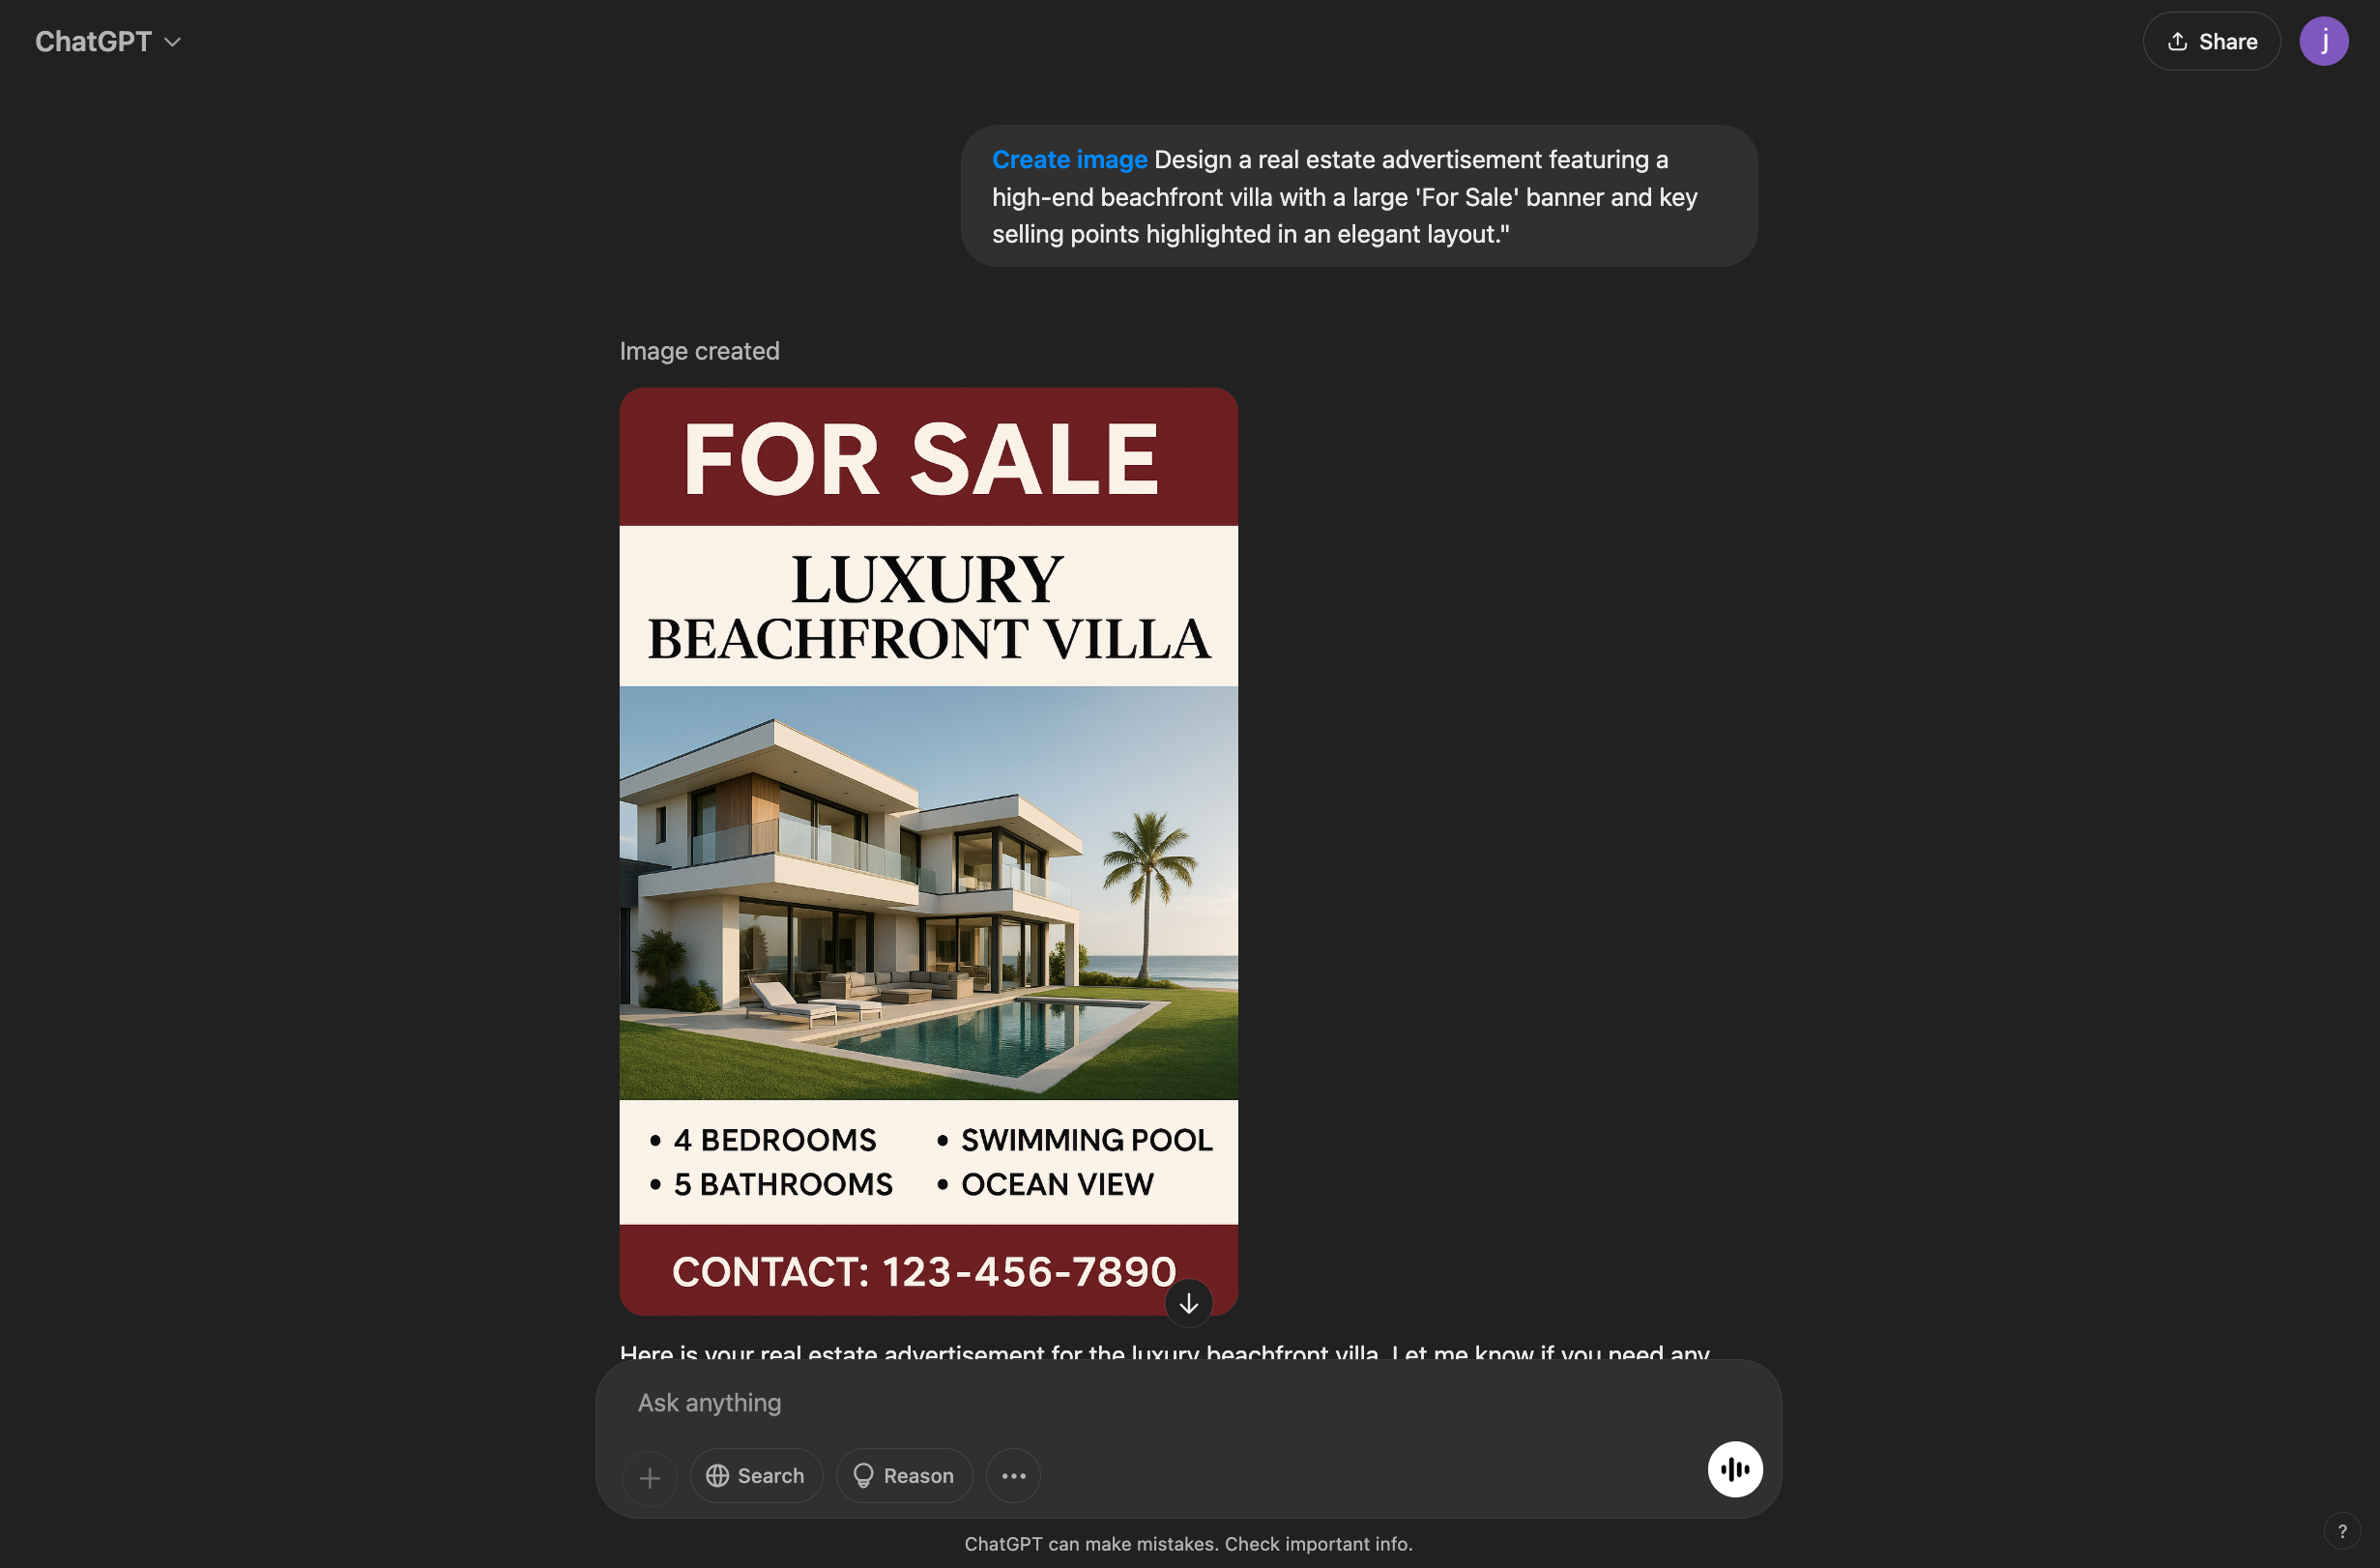 ChatGPT
Share
j
Create image Design a real estate advertisement featuring a
high-end beachfront villa with a large 'For Sale' banner and key
selling points highlighted in an elegant layout."
Image created
FOR SALE
LUXURY
BEACHFRONT VILLA
• 4 BEDROOMS
• 5 BATHROOMS
• SWIMMING POOL
• OCEAN VIEW
CONTACT: 123-456-7890
Here is your real estate advertisement for the luxury beachfront villa. Let me know if you need any
Ask anything
Search
Reason
ChatGPT can make mistakes. Check important info.
?